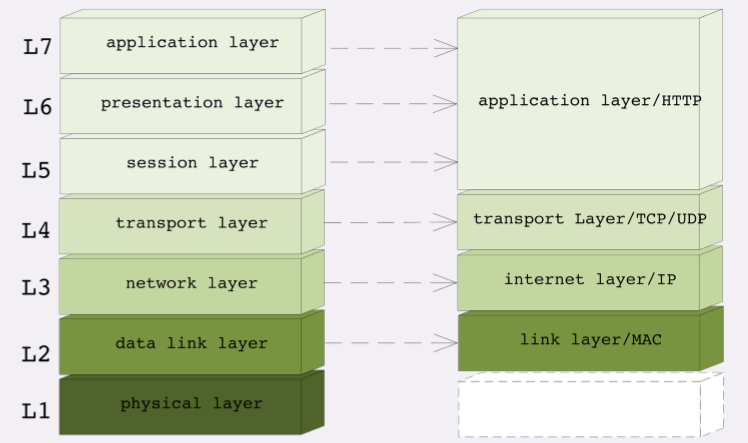 L7 application layer
L6 presentation layer application layer/HTTP
L5 session layer
L4 transport layer transport Layer/TCP/UDP
L3 network layer internet layer/IP
L2 data link layer link layer/MAC
L1 physical layer